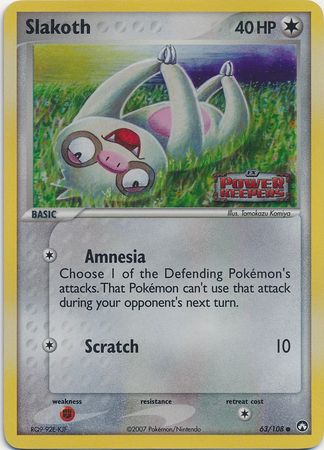 Slakoth 40 HP
EX
POWER
KEEPERS
BASIC Illus. Tomokazu Komiya
Amnesia
Choose 1 of the Defending Pokémon's
attacks. That Pokémon can't use that attack
during your opponent's next turn.
Scratch 10
weakness resistance retreat cost
©2007 Pokémon/Nintendo 63/108 ●